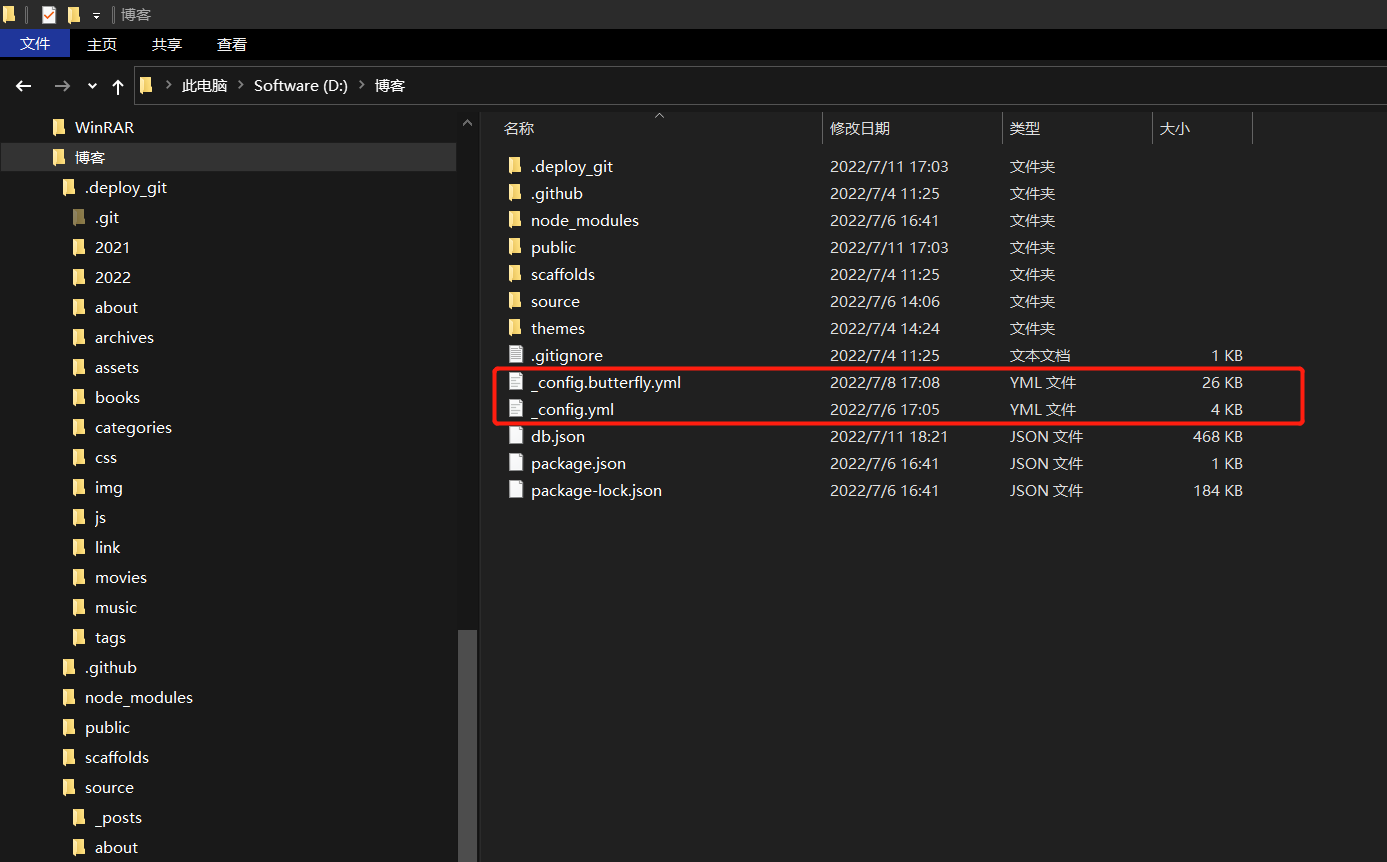 博客
文件 主页 共享 查看
此电脑 Software (D:) 博客
WinRAR
博客
.deploy_git
.git
2021
2022
about
archives
assets
books
categories
css
img
js
link
movies
music
tags
.github
node_modules
public
scaffolds
source
_posts
about
名称 修改日期 类型 大小
.deploy_git 2022/7/11 17:03 文件夹
.github 2022/7/4 11:25 文件夹
node_modules 2022/7/6 16:41 文件夹
public 2022/7/11 17:03 文件夹
scaffolds 2022/7/4 11:25 文件夹
source 2022/7/6 14:06 文件夹
themes 2022/7/4 14:24 文件夹
.gitignore 2022/7/4 11:25 文本文档 1 KB
_config.butterfly.yml 2022/7/8 17:08 YML 文件 26 KB
_config.yml 2022/7/6 17:05 YML 文件 4 KB
db.json 2022/7/11 18:21 JSON 文件 468 KB
package.json 2022/7/6 16:41 JSON 文件 1 KB
package-lock.json 2022/7/6 16:41 JSON 文件 184 KB